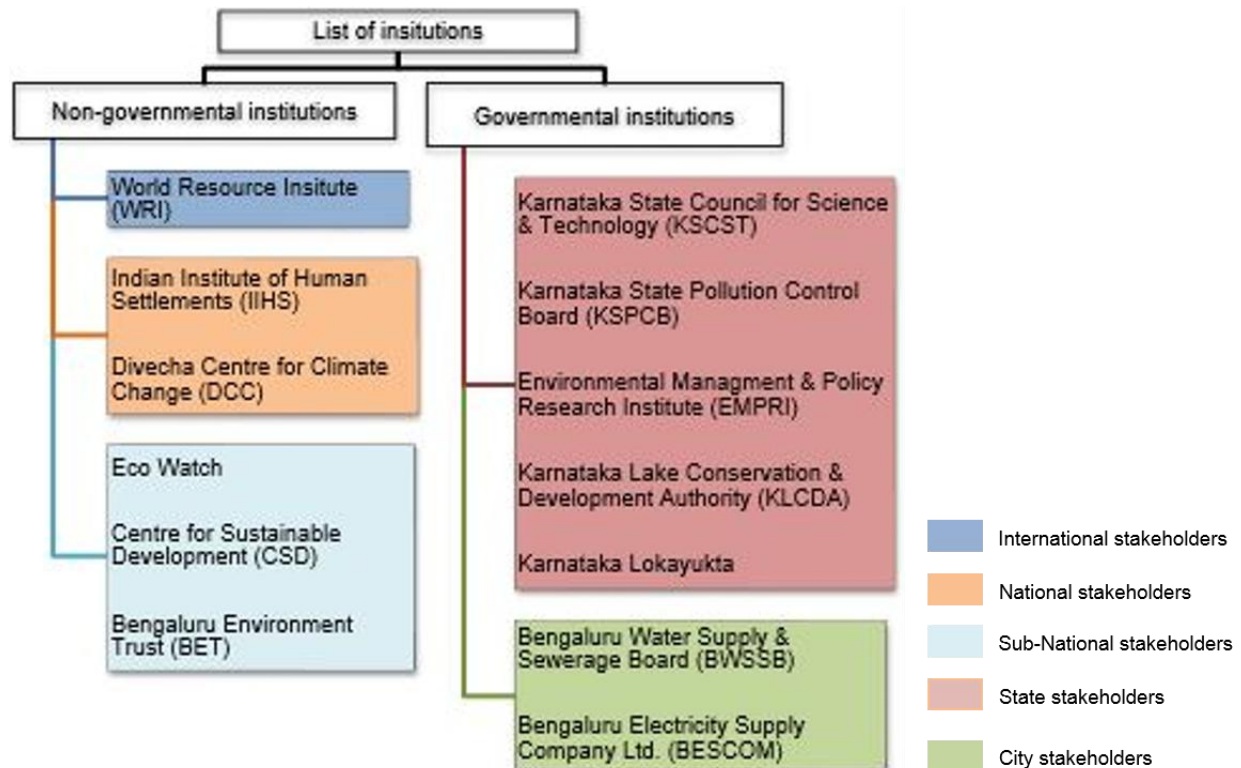 List of insitutions
Non-governmental institutions
Governmental institutions
World Resource Insitute
(WRI)
Indian Institute of Human
Settlements (IIHS)
Divecha Centre for Climate
Change (DCC)
Eco Watch
Centre for Sustainable
Development (CSD)
Bengaluru Environment
Trust (BET)
Karnataka State Council for Science
& Technology (KSCST)
Karnataka State Pollution Control
Board (KSPCB)
Environmental Managment & Policy
Research Institute (EMPRI)
Karnataka Lake Conservation &
Development Authority (KLCDA)
Karnataka Lokayukta
Bengaluru Water Supply &
Sewerage Board (BWSSB)
Bengaluru Electricity Supply
Company Ltd. (BESCOM)
International stakeholders
National stakeholders
Sub-National stakeholders
State stakeholders
City stakeholders